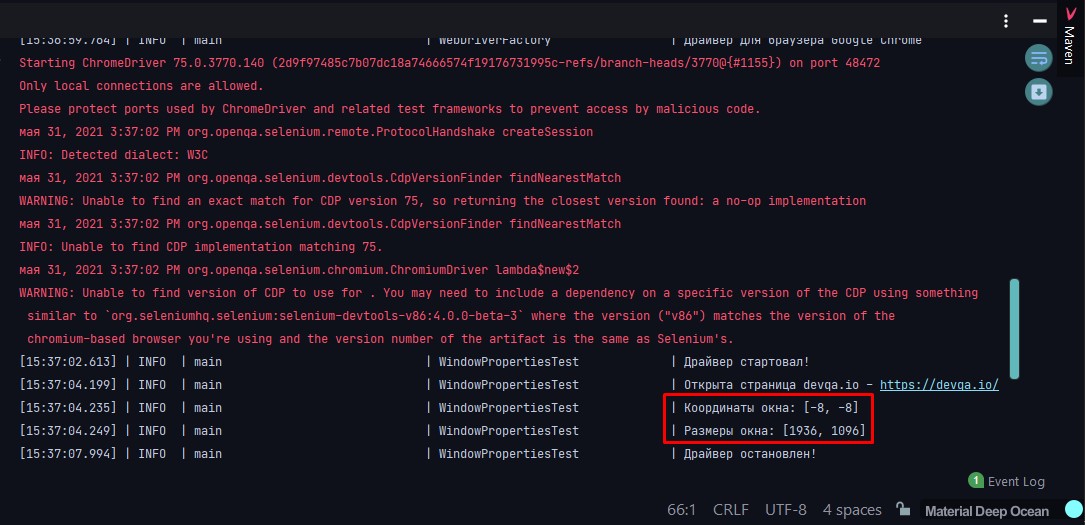 [15:36:59.784] | INFO | main | WebDriverFactory | Драйвер для браузера Google Chrome
Starting ChromeDriver 75.0.3770.140 (2d9f97485c7b07dc18a74666574f19176731995c-refs/branch-heads/3770@{#1155}) on port 48472
Only local connections are allowed.
Please protect ports used by ChromeDriver and related test frameworks to prevent access by malicious code.
мая 31, 2021 3:37:02 PM org.openqa.selenium.remote.ProtocolHandshake createSession
INFO: Detected dialect: W3C
мая 31, 2021 3:37:02 PM org.openqa.selenium.devtools.CdpVersionFinder findNearestMatch
WARNING: Unable to find an exact match for CDP version 75, so returning the closest version found: a no-op implementation
мая 31, 2021 3:37:02 PM org.openqa.selenium.devtools.CdpVersionFinder findNearestMatch
INFO: Unable to find CDP implementation matching 75.
мая 31, 2021 3:37:02 PM org.openqa.selenium.chromium.ChromiumDriver lambda$new$2
WARNING: Unable to find version of CDP to use for . You may need to include a dependency on a specific version of the CDP using something
similar to `org.seleniumhq.selenium:selenium-devtools-v86:4.0.0-beta-3` where the version ("v86") matches the version of the
chromium-based browser you're using and the version number of the artifact is the same as Selenium's.
[15:37:02.613] | INFO | main | WindowPropertiesTest | Драйвер стартовал!
[15:37:04.199] | INFO | main | WindowPropertiesTest | Открыта страница devqa.io - https://devqa.io/
[15:37:04.235] | INFO | main | WindowPropertiesTest | Координаты окна: [-8, -8]
[15:37:04.249] | INFO | main | WindowPropertiesTest | Размеры окна: [1936, 1096]
[15:37:07.994] | INFO | main | WindowPropertiesTest | Драйвер остановлен!
Maven
1 Event Log
66:1 CRLF UTF-8 4 spaces Material Deep Ocean